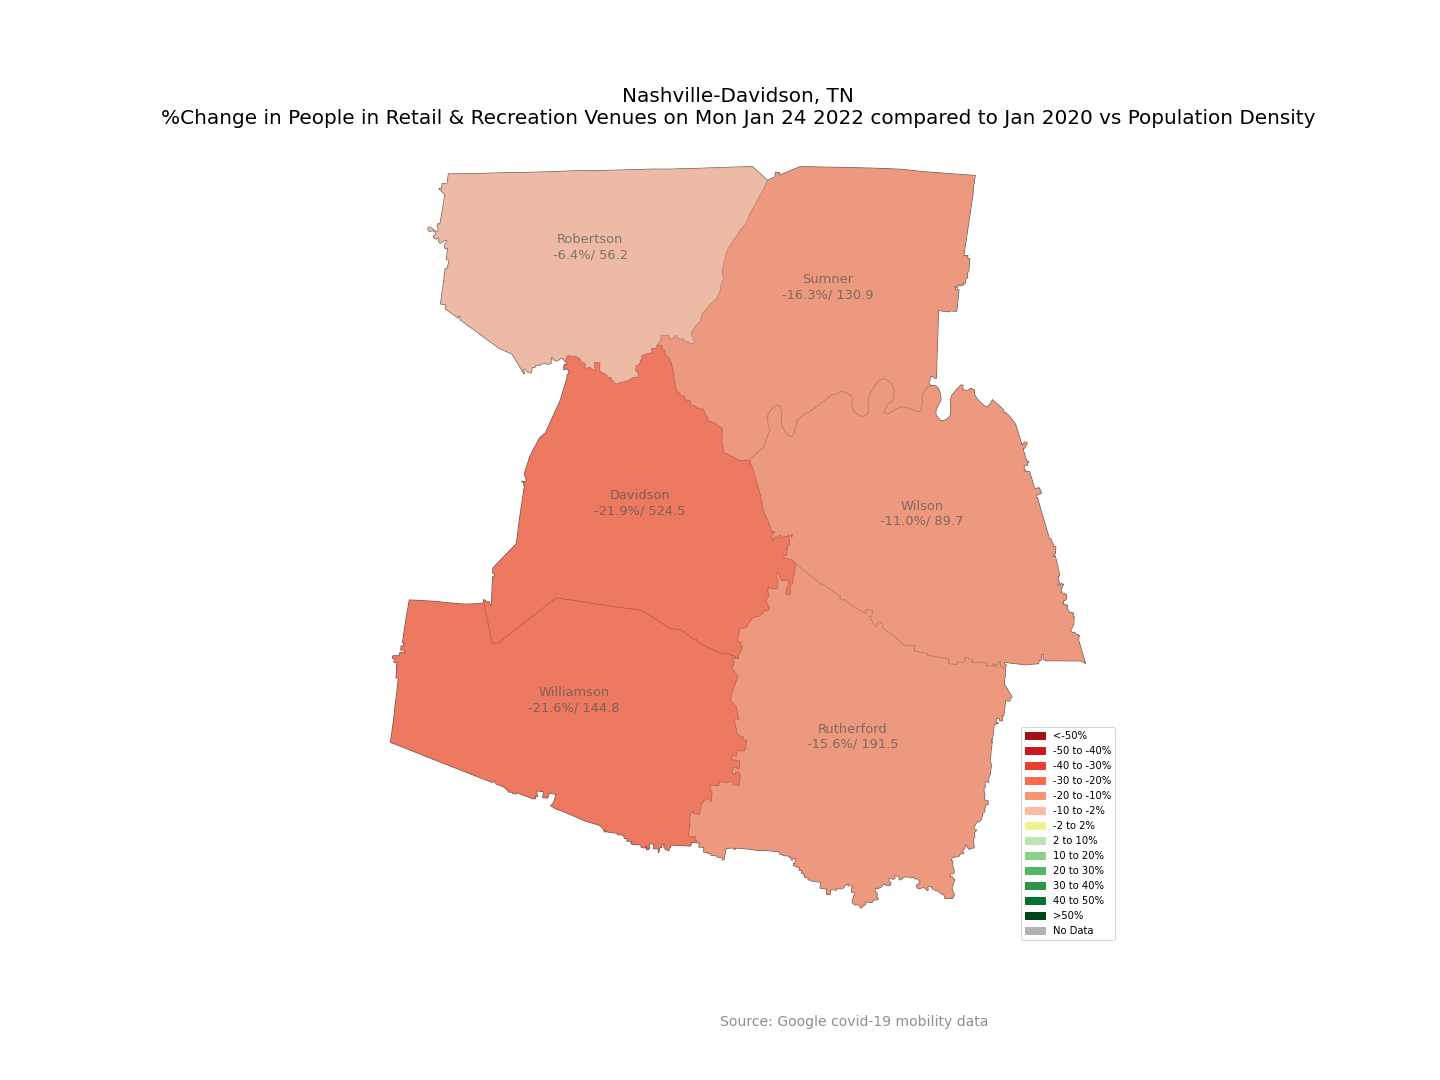 Nashville-Davidson, TN
%Change in People in Retail & Recreation Venues on Mon Jan 24 2022 compared to Jan 2020 vs Population Density
Robertson
-6.4%/ 56.2
Sumner
-16.3%/ 130.9
Davidson
-21.9%/ 524.5
Wilson
-11.0%/ 89.7
Williamson
-21.6%/ 144.8
Rutherford
-15.6%/ 191.5
<-50%
-50 to -40%
-40 to -30%
-30 to -20%
-20 to -10%
-10 to -2%
-2 to 2%
2 to 10%
10 to 20%
20 to 30%
30 to 40%
40 to 50%
>50%
No Data
Source: Google covid-19 mobility data